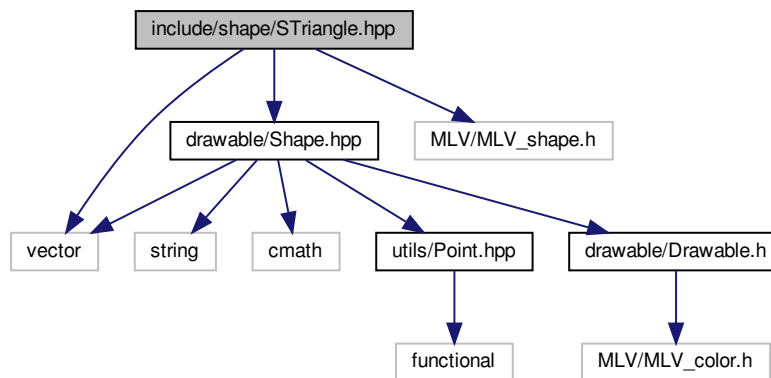 include/shape/STriangle.hpp
drawable/Shape.hpp
MLV/MLV_shape.h
vector
string
cmath
utils/Point.hpp
drawable/Drawable.h
functional
MLV/MLV_color.h